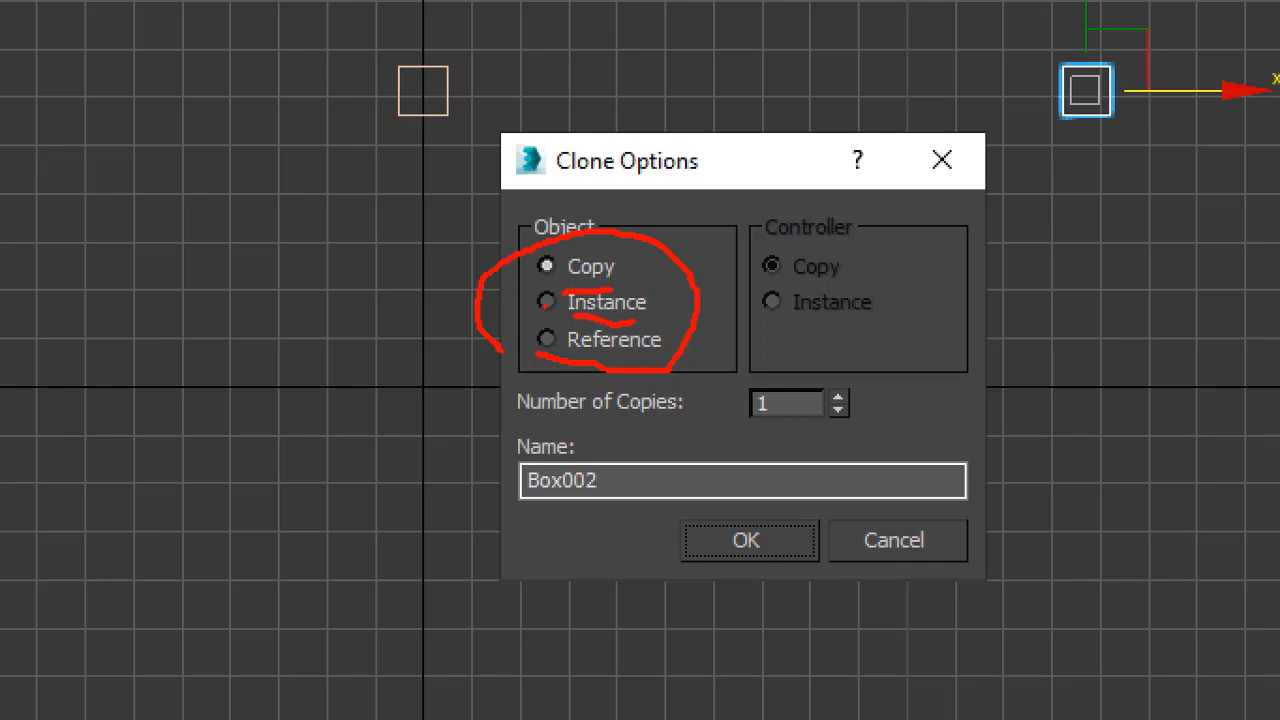 x
Clone Options ?
Object
Copy
Instance
Reference
Controller
Copy
Instance
Number of Copies: 1
Name:
Box002
OK Cancel